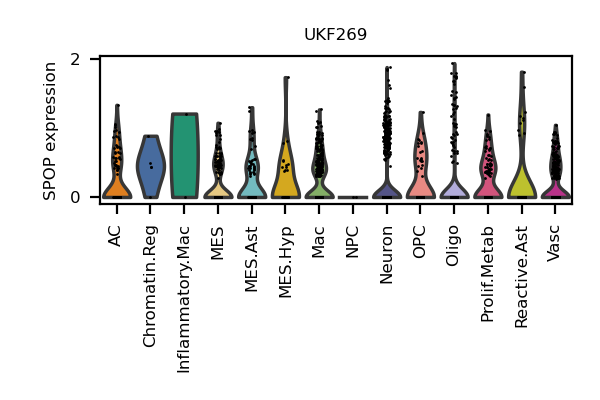 UKF269
SPOP expression
2
0
AC
Chromatin.Reg
Inflammatory.Mac
MES
MES.Ast
MES.Hyp
Mac
NPC
Neuron
OPC
Oligo
Prolif.Metab
Reactive.Ast
Vasc